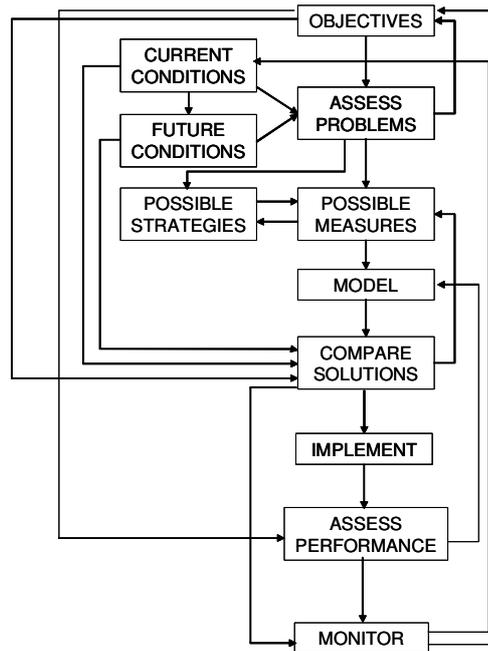 OBJECTIVES
CURRENT
CONDITIONS
ASSESS
PROBLEMS
FUTURE
CONDITIONS
POSSIBLE
STRATEGIES
POSSIBLE
MEASURES
MODEL
COMPARE
SOLUTIONS
IMPLEMENT
ASSESS
PERFORMANCE
MONITOR